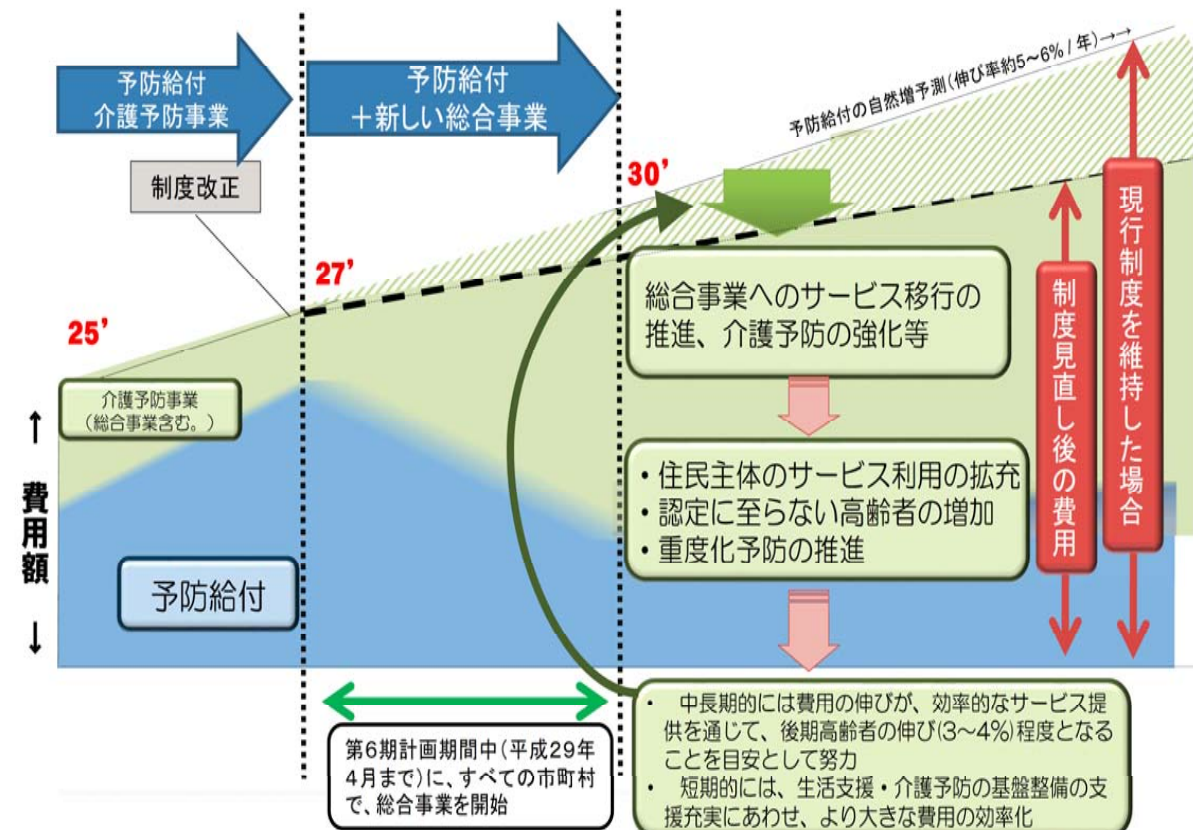 予防給付
介護予防事業
予防給付
＋新しい総合事業
予防給付の自然増予測(伸び率約5～6% / 年)→→
制度改正
25’
27’
30’
介護予防事業
(総合事業含む。)
↑
費用額
↓
予防給付
総合事業へのサービス移行の
推進、介護予防の強化等
・住民主体のサービス利用の拡充
・認定に至らない高齢者の増加
・重度化予防の推進
制度見直し後の費用
現行制度を維持した場合
第6期計画期間中(平成29年
4月まで)に、すべての市町村
で、総合事業を開始
・ 中長期的には費用の伸びが、効率的なサービス提
供を通じて、後期高齢者の伸び(3～4%)程度となる
ことを目安として努力
・ 短期的には、生活支援・介護予防の基盤整備の支
援充実にあわせ、より大きな費用の効率化